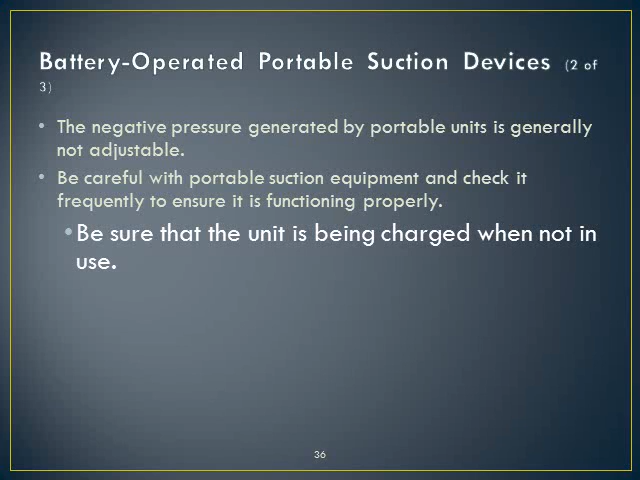 Battery-Operated Portable Suction Devices (2 of
3)
• The negative pressure generated by portable units is generally
not adjustable.
• Be careful with portable suction equipment and check it
frequently to ensure it is functioning properly.
• Be sure that the unit is being charged when not in
use.
36